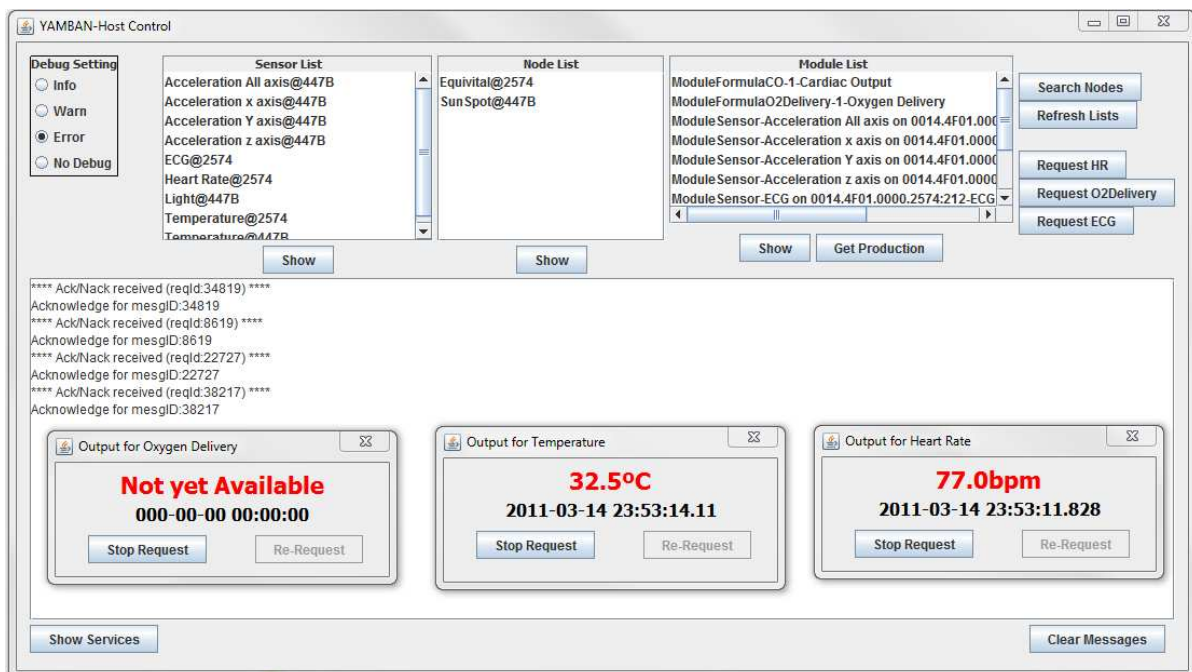 YAMBAN-Host Control
Debug Setting
Info
Warn
Error
No Debug
Sensor List
Acceleration All axis@447B
Acceleration x axis@447B
Acceleration Y axis@447B
Acceleration z axis@447B
ECG@2574
Heart Rate@2574
Light@447B
Temperature@2574
Temperature@447B
Show
Node List
Equivital@2574
SunSpot@447B
Show
Module List
ModuleFormulaCO-1-Cardiac Output
ModuleFormulaO2Delivery-1-Oxygen Delivery
ModuleSensor-Acceleration All axis on 0014.4F01.000
ModuleSensor-Acceleration x axis on 0014.4F01.0000
ModuleSensor-Acceleration Y axis on 0014.4F01.0000
ModuleSensor-Acceleration z axis on 0014.4F01.0000
ModuleSensor-ECG on 0014.4F01.0000.2574:212-ECG
Show
Get Production
Search Nodes
Refresh Lists
Request HR
Request O2Delivery
Request ECG
**** Ack/Nack received (reqId:34819) ****
Acknowledge for mesgID:34819
**** Ack/Nack received (reqId:8619) ****
Acknowledge for mesgID:8619
**** Ack/Nack received (reqId:22727) ****
Acknowledge for mesgID:22727
**** Ack/Nack received (reqId:38217) ****
Acknowledge for mesgID:38217
Output for Oxygen Delivery
Not yet Available
000-00-00 00:00:00
Stop Request
Re-Request
Output for Temperature
32.5ºC
2011-03-14 23:53:14.11
Stop Request
Re-Request
Output for Heart Rate
77.0bpm
2011-03-14 23:53:11.828
Stop Request
Re-Request
Show Services
Clear Messages